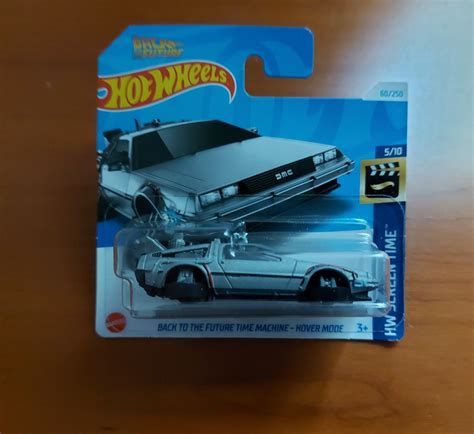 BACK TO THE FUTURE
HOT WHEELS
60/250
5/10
DMC
HW SCREEN TIME™
BACK TO THE FUTURE TIME MACHINE - HOVER MODE
3+